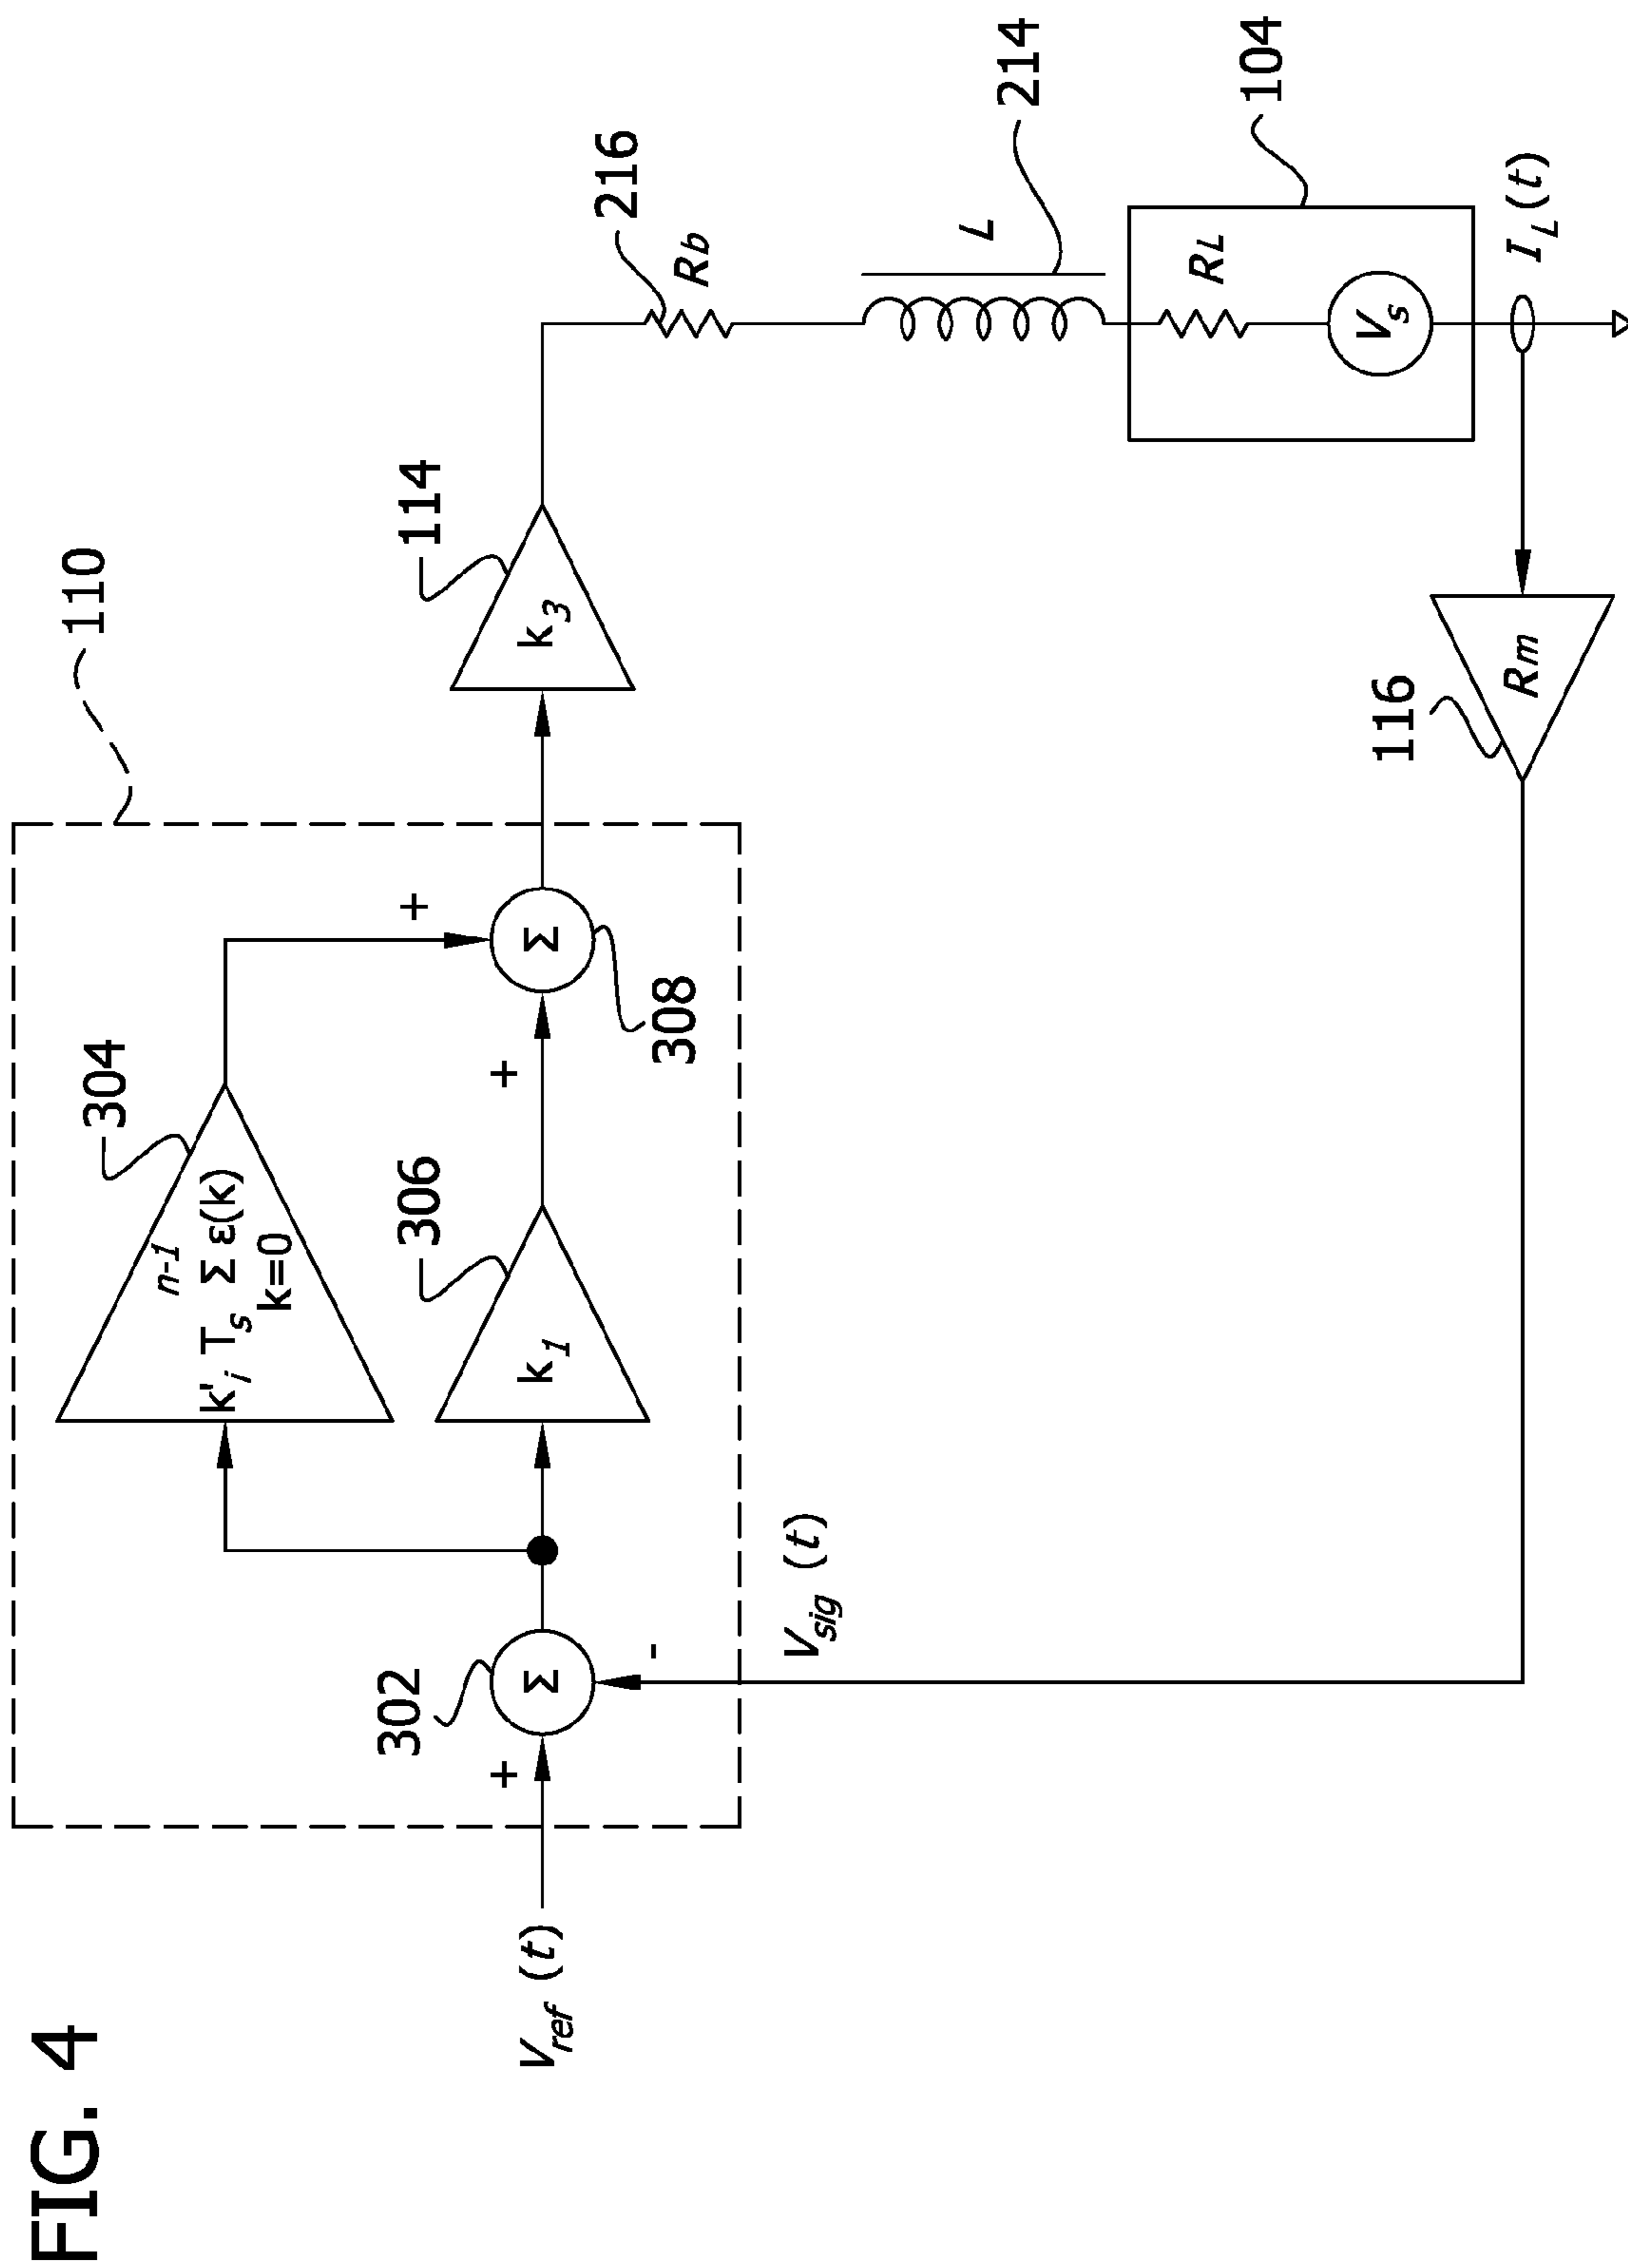 FIG. 4
110
304
n-1
k'i Ts Σ ε(k)
k=0
302
306
114
216
+
+
+
Vref (t)
Σ
k1
Σ
k3
Rb
-
308
L
214
Vsig (t)
RL
104
Vs
116
Rm
IL(t)